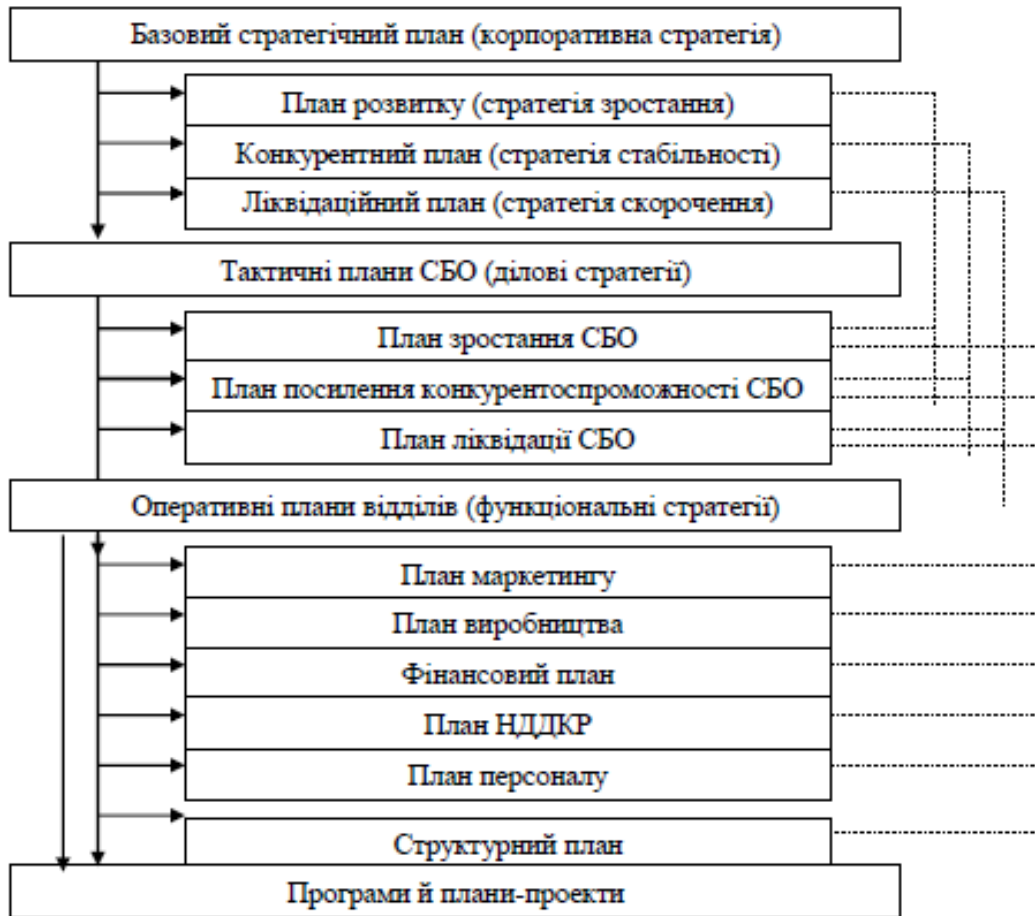 Базовий стратегічний план (корпоративна стратегія)
План розвитку (стратегія зростання)
Конкурентний план (стратегія стабільності)
Ліквідаційний план (стратегія скорочення)
Тактичні плани СБО (ділові стратегії)
План зростання СБО
План посилення конкурентоспроможності СБО
План ліквідації СБО
Оперативні плани відділів (функціональні стратегії)
План маркетингу
План виробництва
Фінансовий план
План НДДКР
План персоналу
Структурний план
Програми й плани-проекти